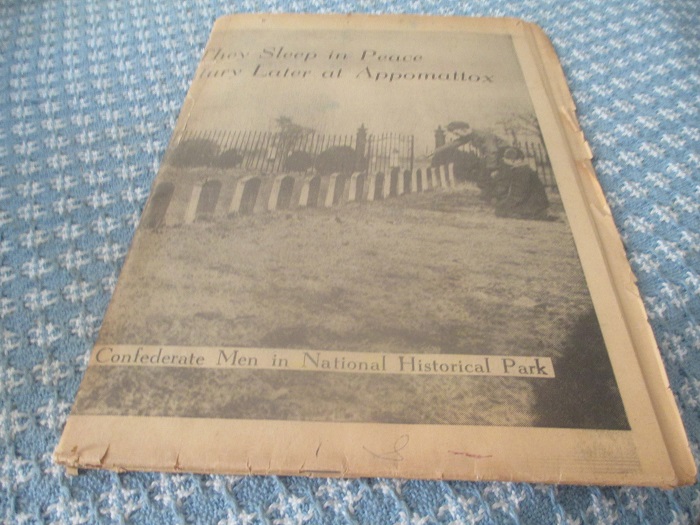 They Sleep in Peace
tury Later at Appomattox
Confederate Men in National Historical Park